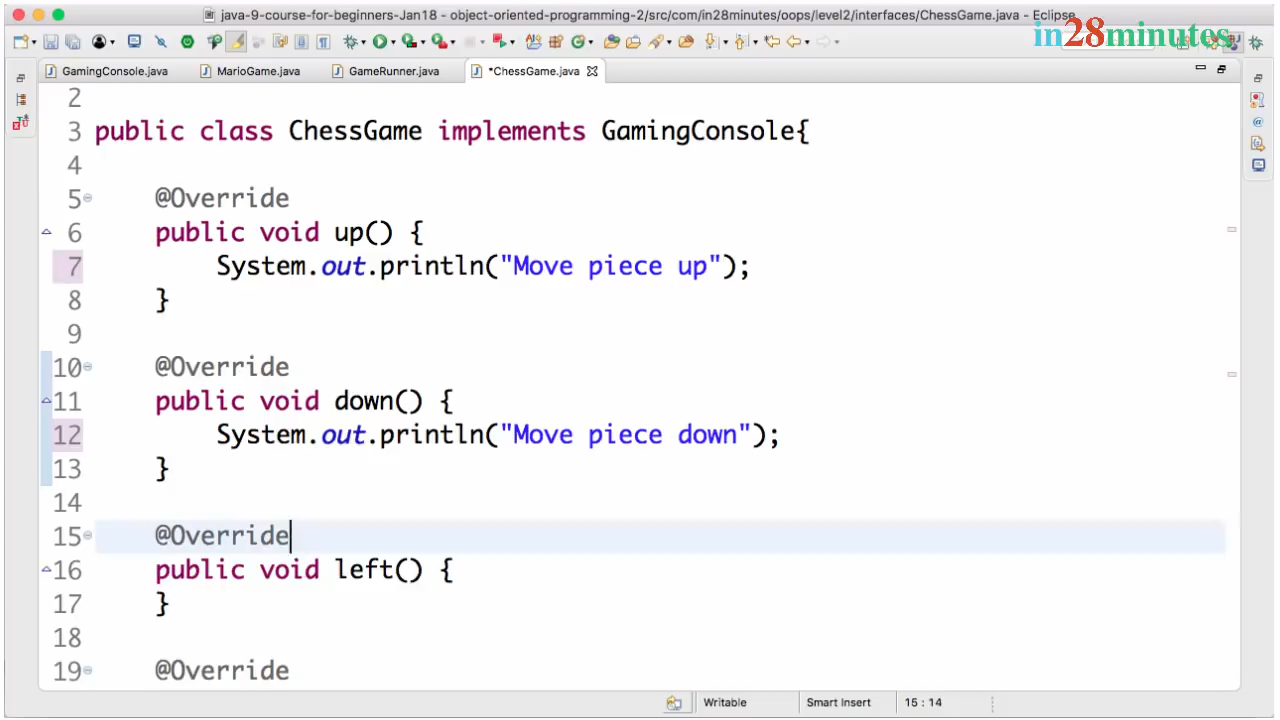 java-9-course-for-beginners-Jan18 - object-oriented-programming-2/src/com/in28minutes/oops/level2/interfaces/ChessGame.java - Eclipse
in28minutes
GamingConsole.java MarioGame.java GameRunner.java *ChessGame.java
2
3 public class ChessGame implements GamingConsole{
4
5 @Override
6 public void up() {
7 System.out.println("Move piece up");
8 }
9
10 @Override
11 public void down() {
12 System.out.println("Move piece down");
13 }
14
15 @Override
16 public void left() {
17 }
18
19 @Override
Writable Smart Insert 15 : 14